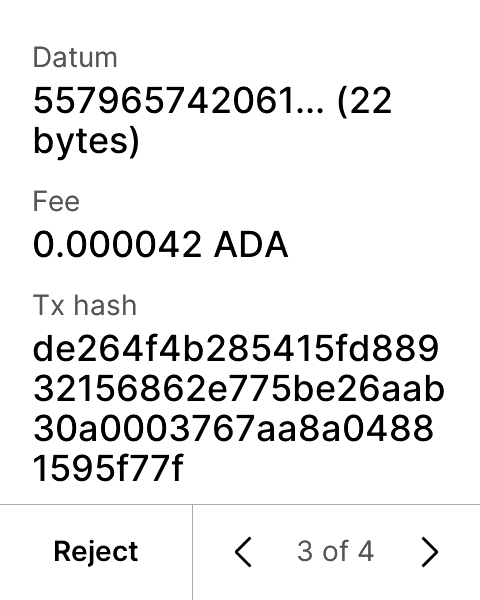 Datum
557965742061... (22
bytes)
Fee
0.000042 ADA
Tx hash
de264f4b285415fd889
32156862e775be26aab
30a0003767aa8a0488
1595f77f
Reject
3 of 4